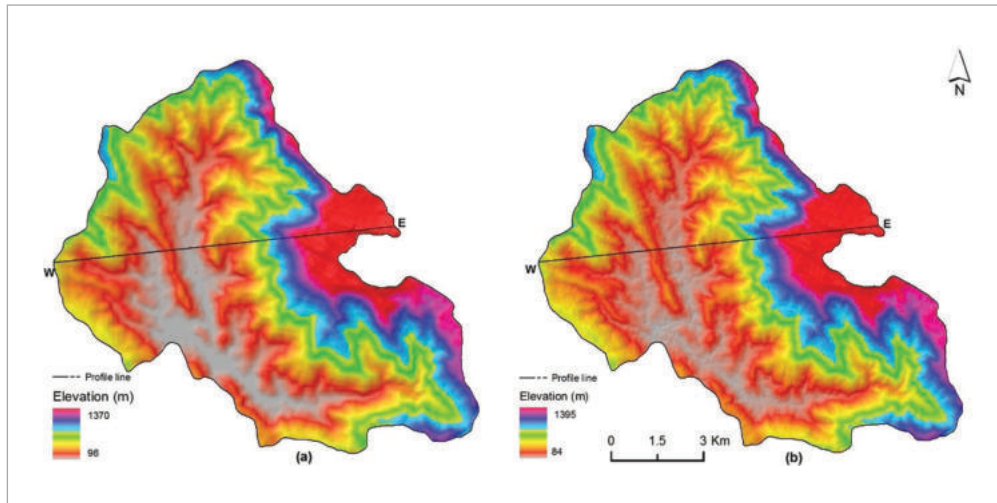 N
E
W
E
W
Profile line
Elevation (m)
1370
96
(a)
Profile line
Elevation (m)
1395
84
0 1.5 3 Km
(b)